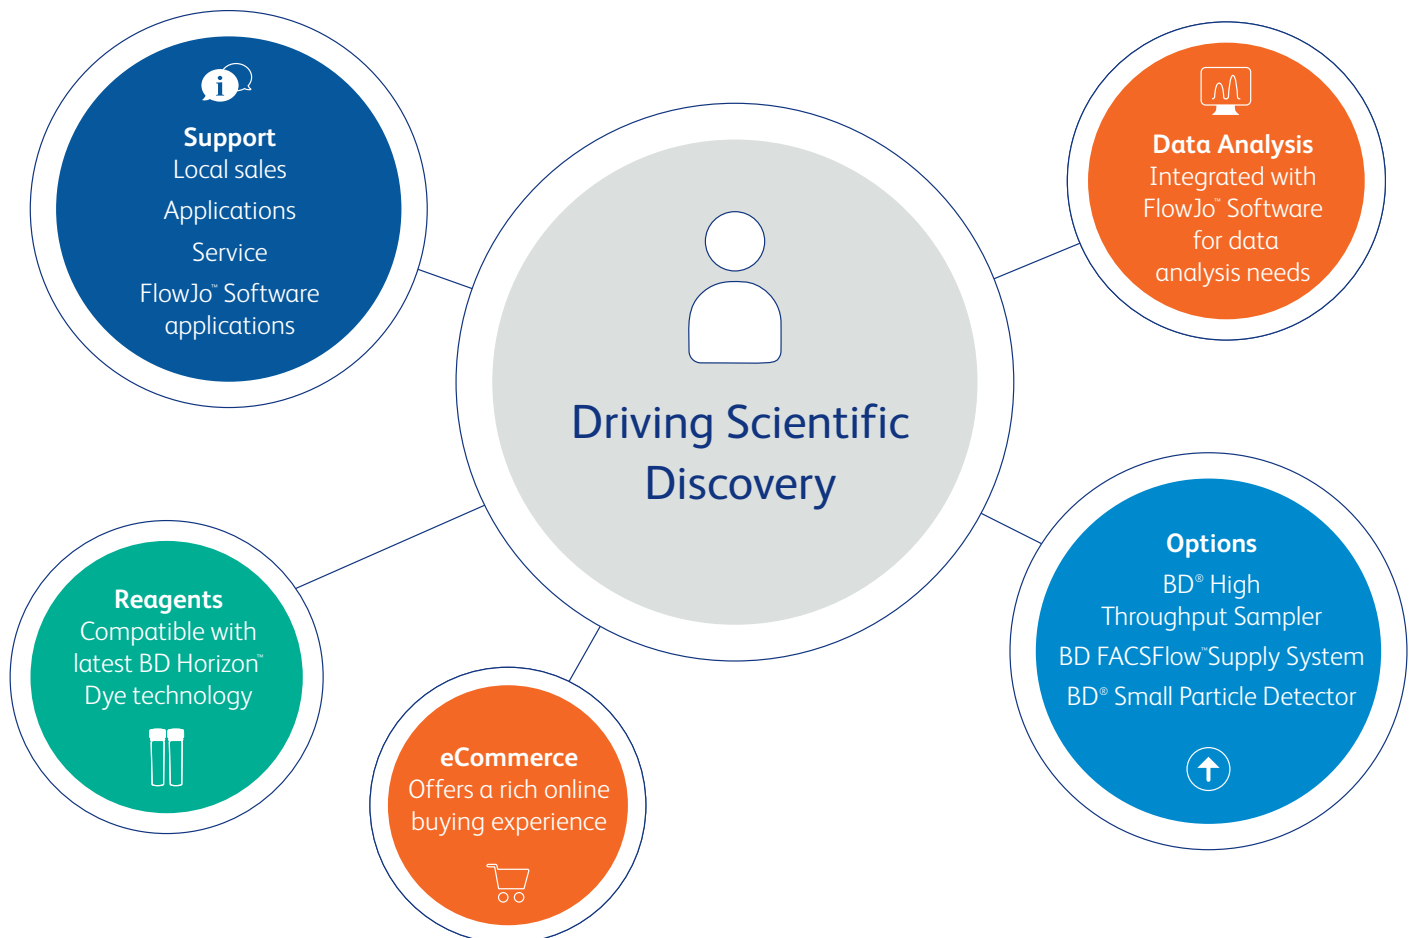 Support
Local sales
Applications
Service
FlowJo™ Software
applications
Data Analysis
Integrated with
FlowJo™ Software
for data
analysis needs
Driving Scientific
Discovery
Reagents
Compatible with
latest BD Horizon™
Dye technology
eCommerce
Offers a rich online
buying experience
Options
BD® High
Throughput Sampler
BD FACSFlow™Supply System
BD® Small Particle Detector